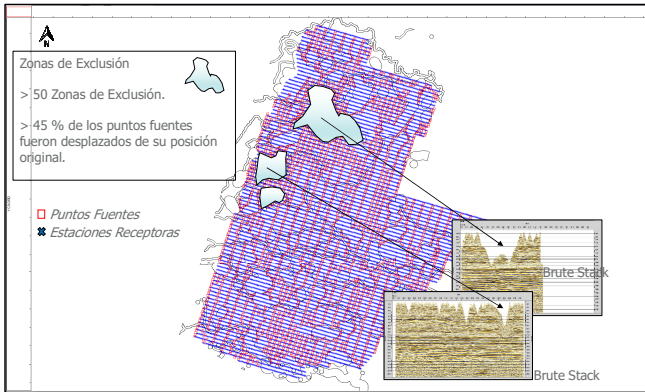 N
Zonas de Exclusión
> 50 Zonas de Exclusión.
> 45 % de los puntos fuentes
fueron desplazados de su posición
original.
Puntos Fuentes
Estaciones Receptoras
Brute Stack
Brute Stack